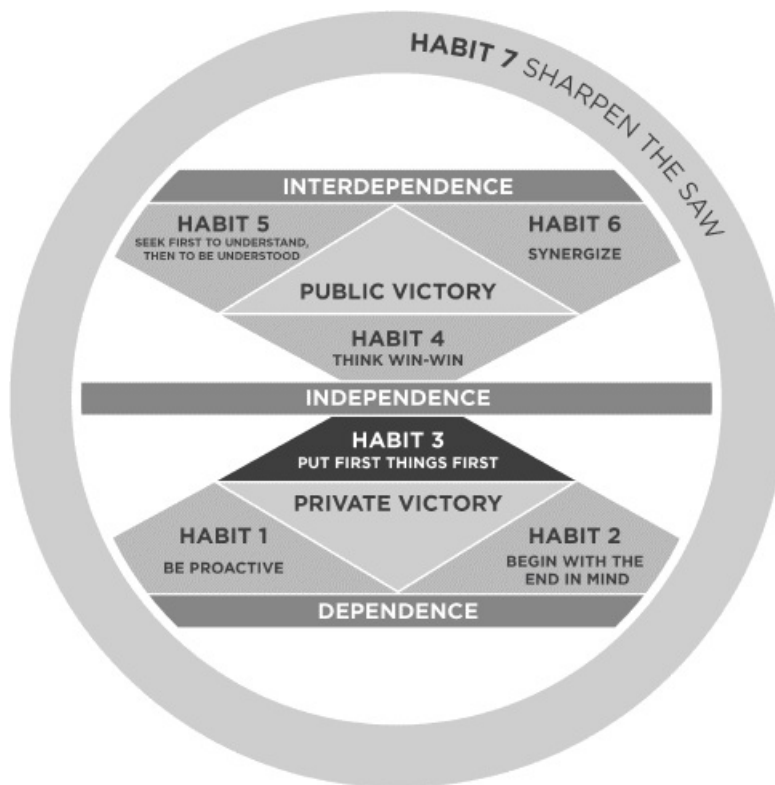 HABIT 7 SHARPEN THE SAW
INTERDEPENDENCE
HABIT 5
SEEK FIRST TO UNDERSTAND,
THEN TO BE UNDERSTOOD
HABIT 6
SYNERGIZE
PUBLIC VICTORY
HABIT 4
THINK WIN-WIN
INDEPENDENCE
HABIT 3
PUT FIRST THINGS FIRST
PRIVATE VICTORY
HABIT 1
BE PROACTIVE
HABIT 2
BEGIN WITH THE
END IN MIND
DEPENDENCE